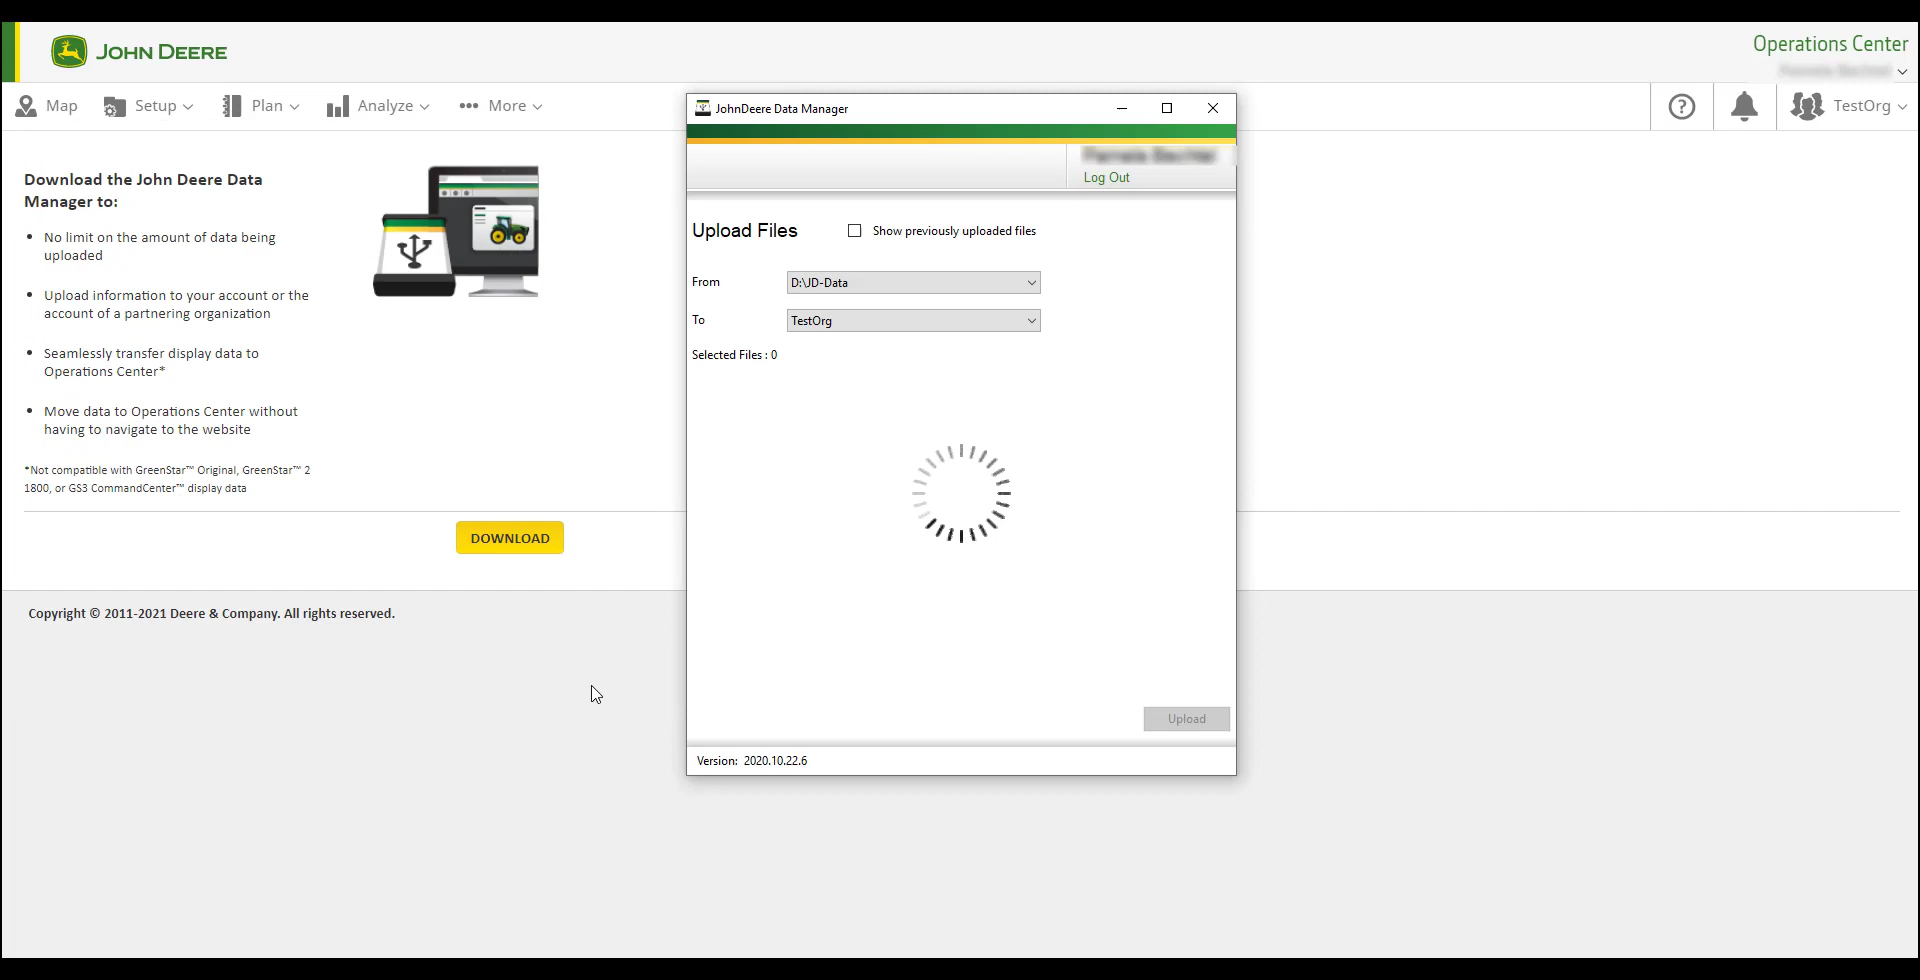 JOHN DEERE
Operations Center
Map
Setup
Plan
Analyze
More
TestOrg
Download the John Deere Data
Manager to:
• No limit on the amount of data being
uploaded
• Upload information to your account or the
account of a partnering organization
• Seamlessly transfer display data to
Operations Center*
• Move data to Operations Center without
having to navigate to the website
*Not compatible with GreenStar™ Original, GreenStar™ 2
1800, or GS3 CommandCenter™ display data
DOWNLOAD
Copyright © 2011-2021 Deere & Company. All rights reserved.
JohnDeere Data Manager
Log Out
Upload Files
Show previously uploaded files
From
D:\JD-Data
To
TestOrg
Selected Files : 0
Upload
Version: 2020.10.22.6